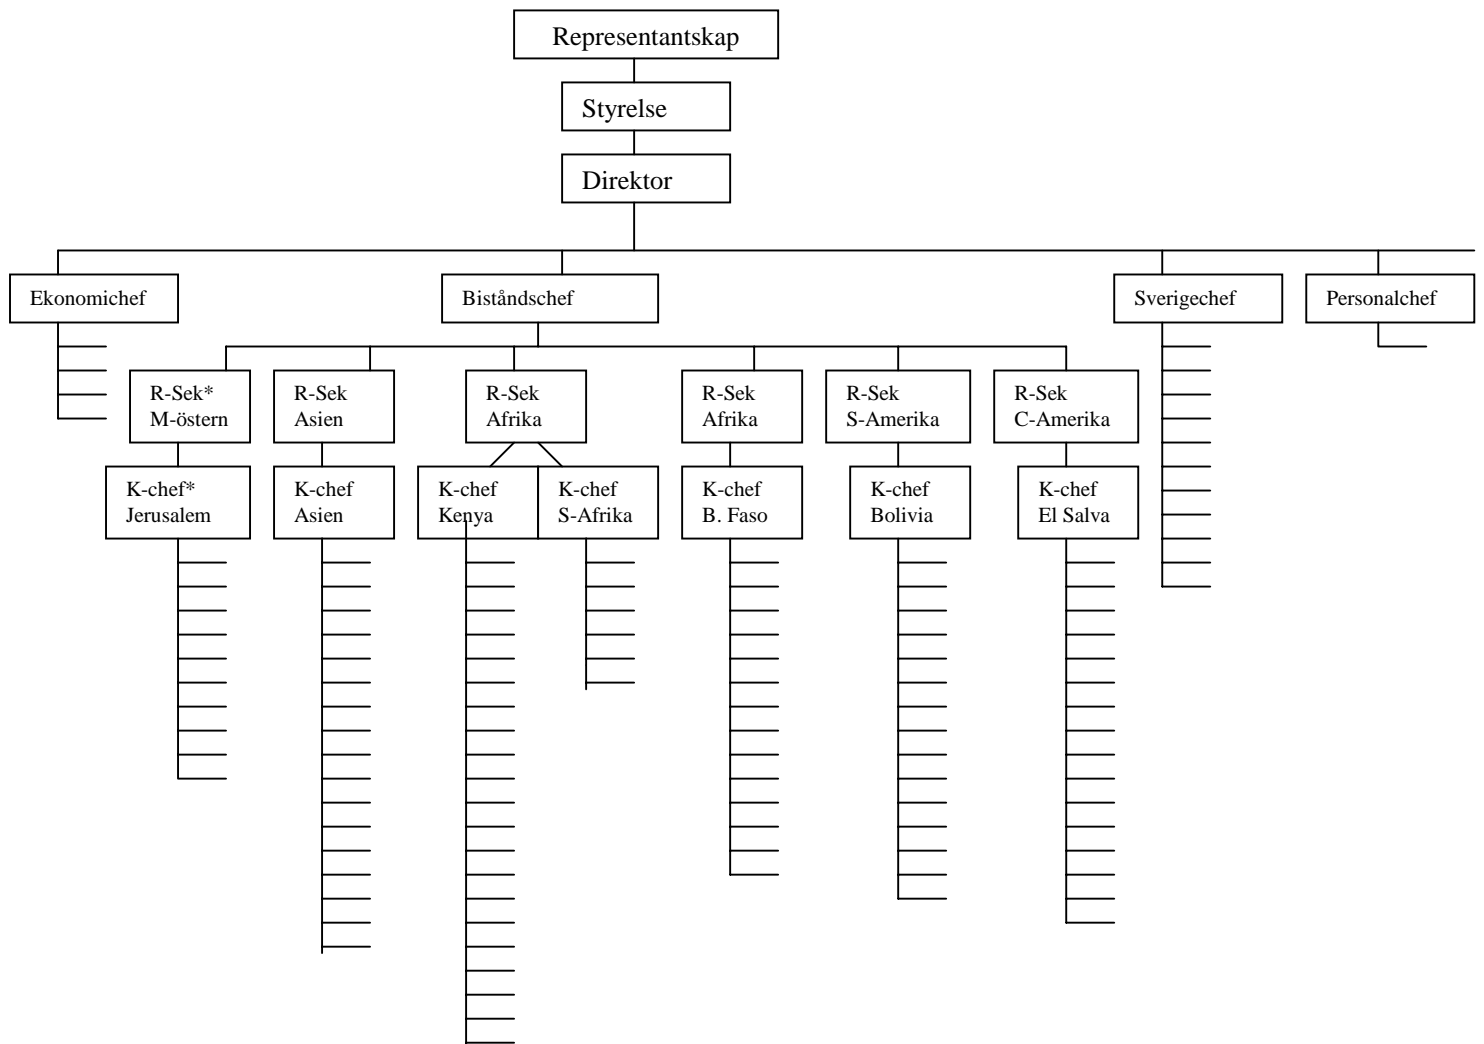 Representantskap
Styrelse
Direktor
Ekonomichef
Biståndschef
Sverigechef
Personalchef
R-Sek*
M-östern
R-Sek
Asien
R-Sek
Afrika
R-Sek
Afrika
R-Sek
S-Amerika
R-Sek
C-Amerika
K-chef*
Jerusalem
K-chef
Asien
K-chef
Kenya
K-chef
S-Afrika
K-chef
B. Faso
K-chef
Bolivia
K-chef
El Salva